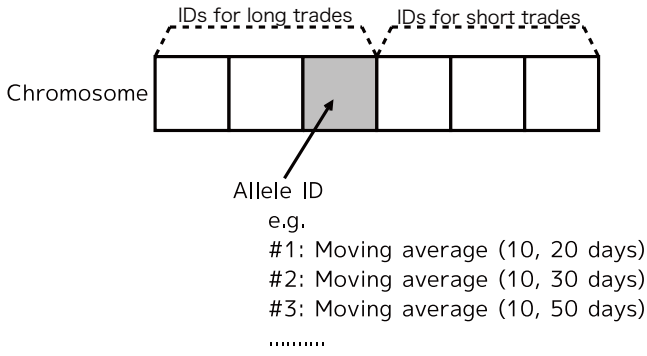 IDs for long trades
IDs for short trades
Chromosome
Allele ID
e.g.
#1: Moving average (10, 20 days)
#2: Moving average (10, 30 days)
#3: Moving average (10, 50 days)
..........